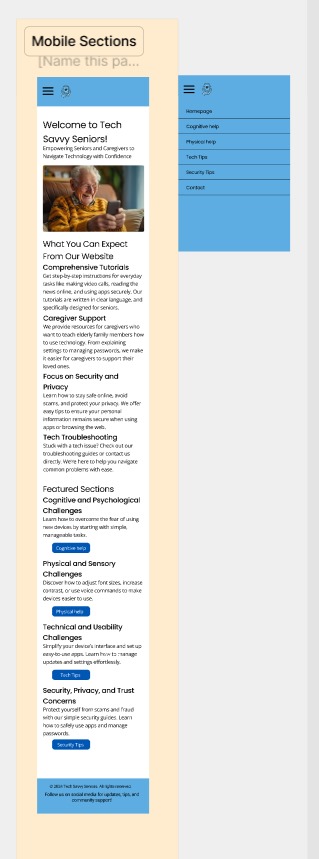 Mobile Sections
[Name this pa...
Welcome to Tech
Savvy Seniors!
Empowering Seniors and Caregivers to
Navigate Technology with Confidence
What You Can Expect
From Our Website
Comprehensive Tutorials
Get step-by-step instructions for everyday
tasks like making video calls, reading the
news online, and using apps securely. Our
tutorials are written in clear language, and
specifically designed for seniors.
Caregiver Support
We provide resources for caregivers who
want to teach elderly family members how
to use technology. From explaining
settings to managing passwords, we make
it easier for caregivers to support their
loved ones.
Focus on Security and
Privacy
Learn how to stay safe online, avoid
scams, and protect your privacy. We offer
easy tips to ensure your personal
information remains secure when using
apps or browsing the web.
Tech Troubleshooting
Stuck with a tech issue? Check out our
troubleshooting guides or contact us
directly. We're here to help you navigate
common problems with ease.
Featured Sections
Cognitive and Psychological
Challenges
Learn how to overcome the fear of using
new devices by starting with simple,
manageable tasks.
Cognitive help
Physical and Sensory
Challenges
Discover how to adjust font sizes, increase
contrast, or use voice commands to make
devices easier to use.
Physical help
Technical and Usability
Challenges
Simplify your device's interface and set up
easy-to-use apps. Learn how to manage
updates and settings effortlessly.
Tech Tips
Security, Privacy, and Trust
Concerns
Protect yourself from scams and fraud
with our simple security guides. Learn
how to safely use apps and manage
passwords.
Security Tips
© 2024 Tech Savvy Seniors. All rights reserved.
Follow us on social media for updates, tips, and
community support!
Homepage
Cognitive help
Physical help
Tech Tips
Security Tips
Contact